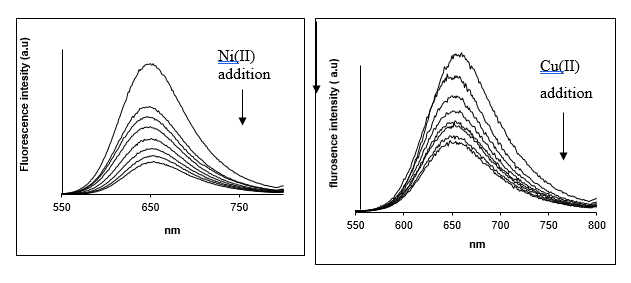 Fluorescence intesity (a.u)
Ni(II)
addition
550
650
750
nm
flurosence intensity ( a.u)
Cu(II)
addition
550
600
650
700
750
800
nm